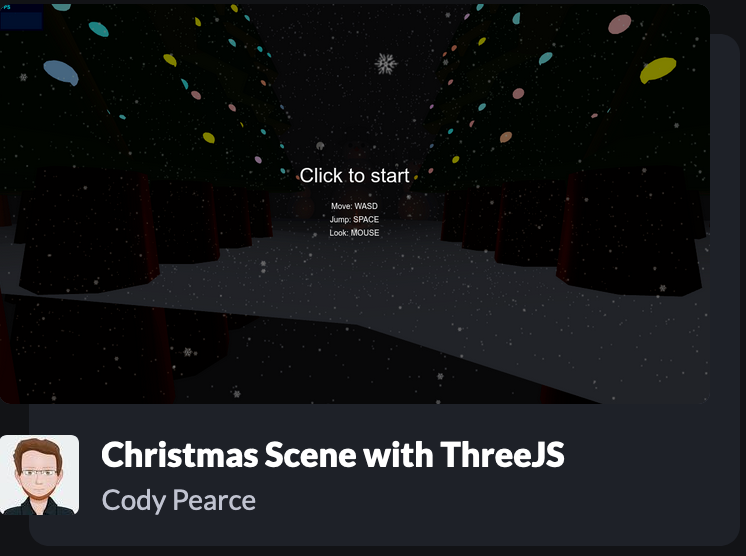 Click to start
Move: WASD
Jump: SPACE
Look: MOUSE
Christmas Scene with ThreeJS
Cody Pearce